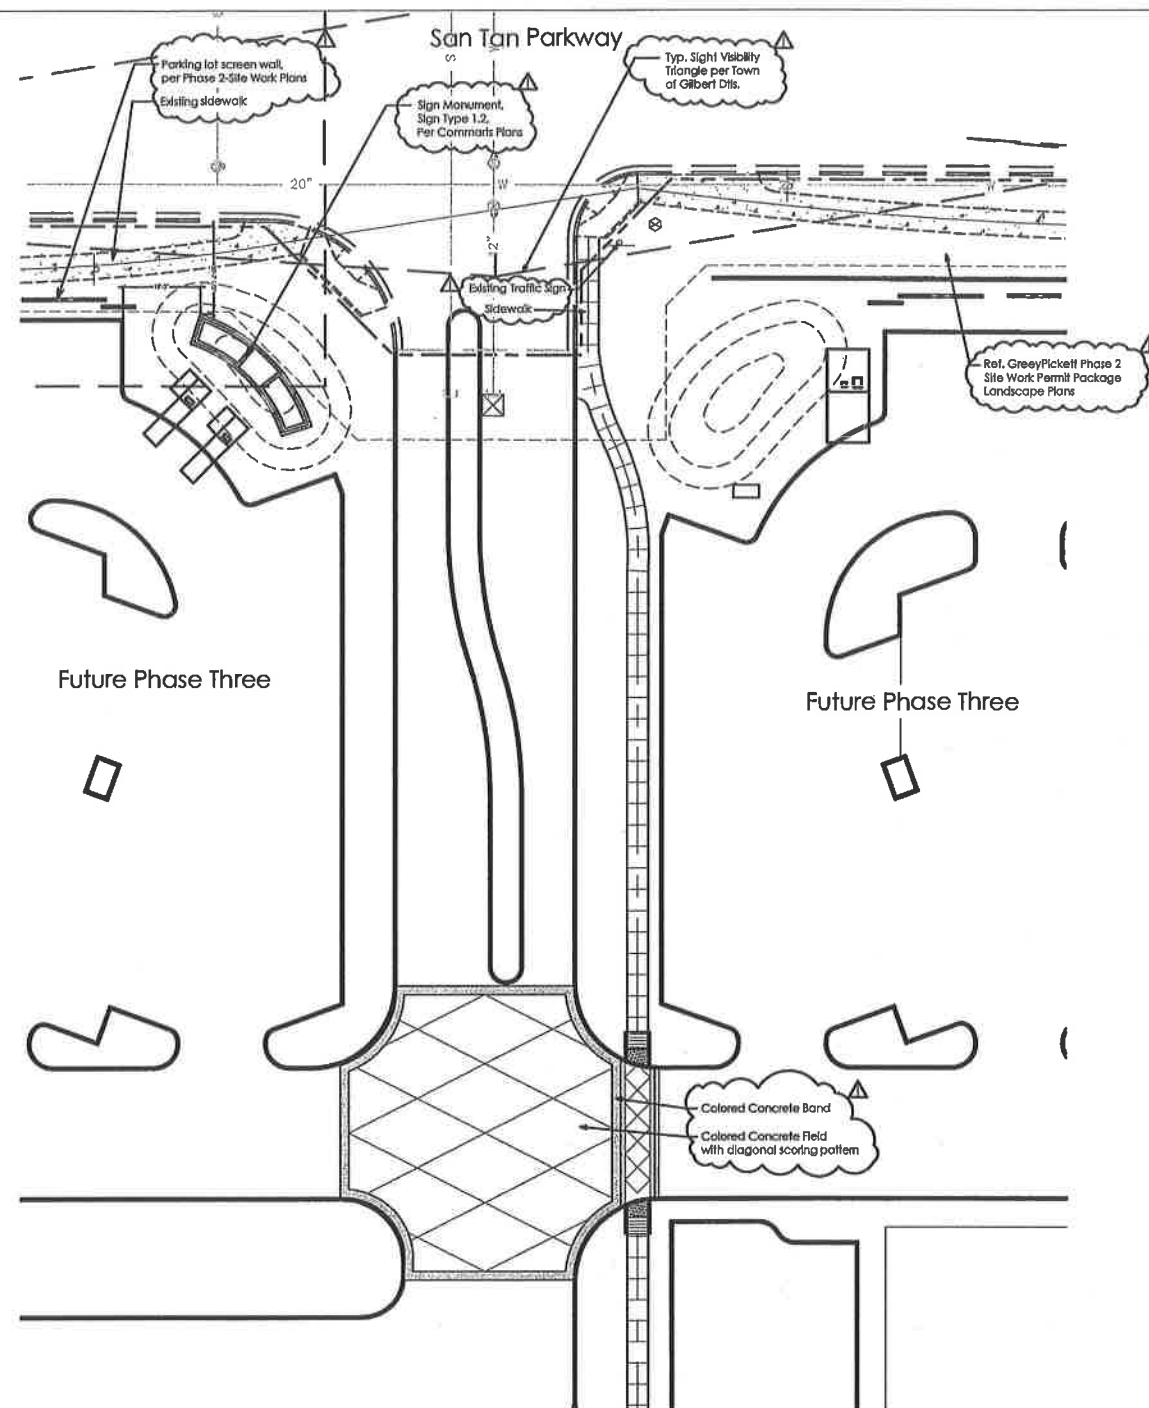 San Tan Parkway
Parking lot screen wall,
per Phase 2-Site Work Plans
Existing sidewalk
Sign Monument,
Sign Type 1.2,
Per Commarts Plans
Typ. Sight Visibility
Triangle per Town
of Gilbert Dtls.
S
W
20"
W
W
12"
Existing Traffic Sign
Sidewalk
Ref. GreeyPickett Phase 2
Site Work Permit Package
Landscape Plans
Future Phase Three
Future Phase Three
Colored Concrete Band
Colored Concrete Field
with diagonal scoring pattern